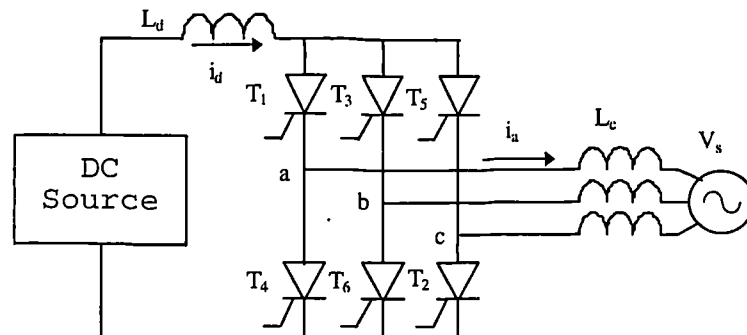 L_d
i_d
T_1
T_3
T_5
i_a
L_c
V_s
DC
Source
a
b
c
T_4
T_6
T_2